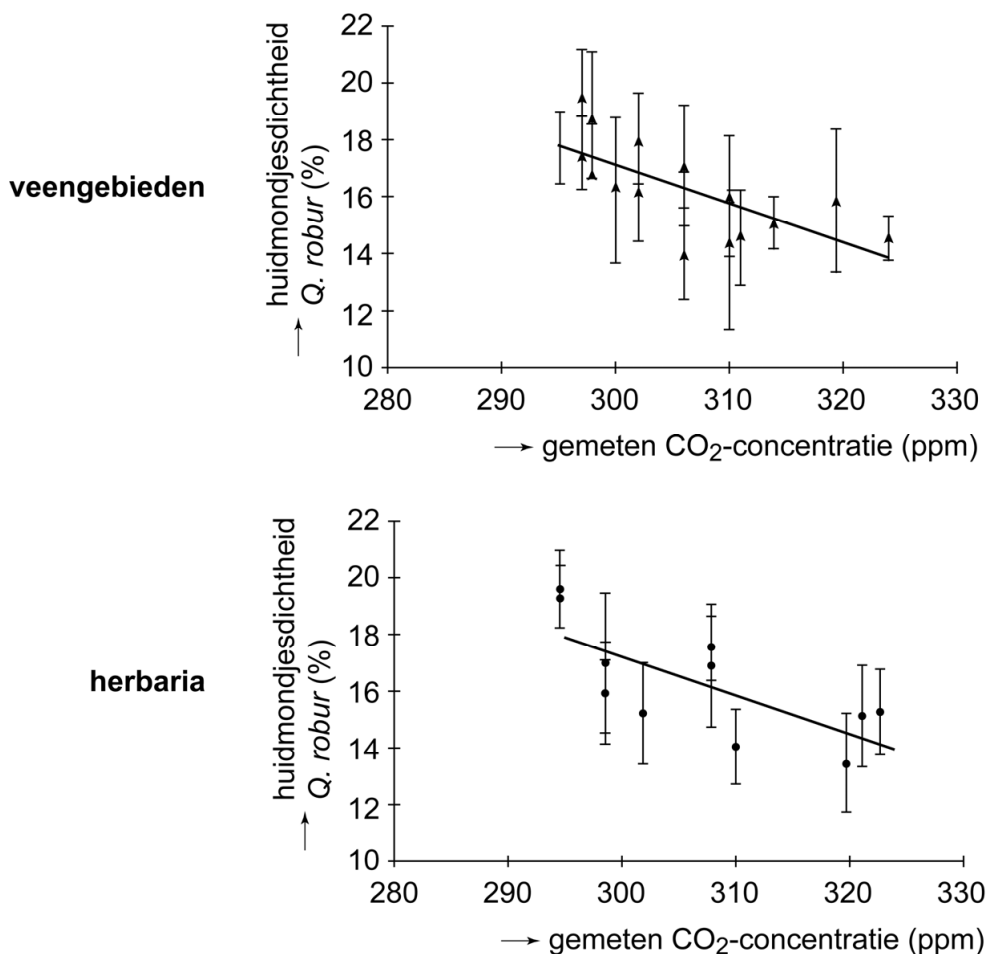 veengebieden
huidmondjesdichtheid
Q. robur (%)
22
20
18
16
14
12
10
280 290 300 310 320 330
gemeten CO2-concentratie (ppm)
herbaria
huidmondjesdichtheid
Q. robur (%)
22
20
18
16
14
12
10
280 290 300 310 320 330
gemeten CO2-concentratie (ppm)